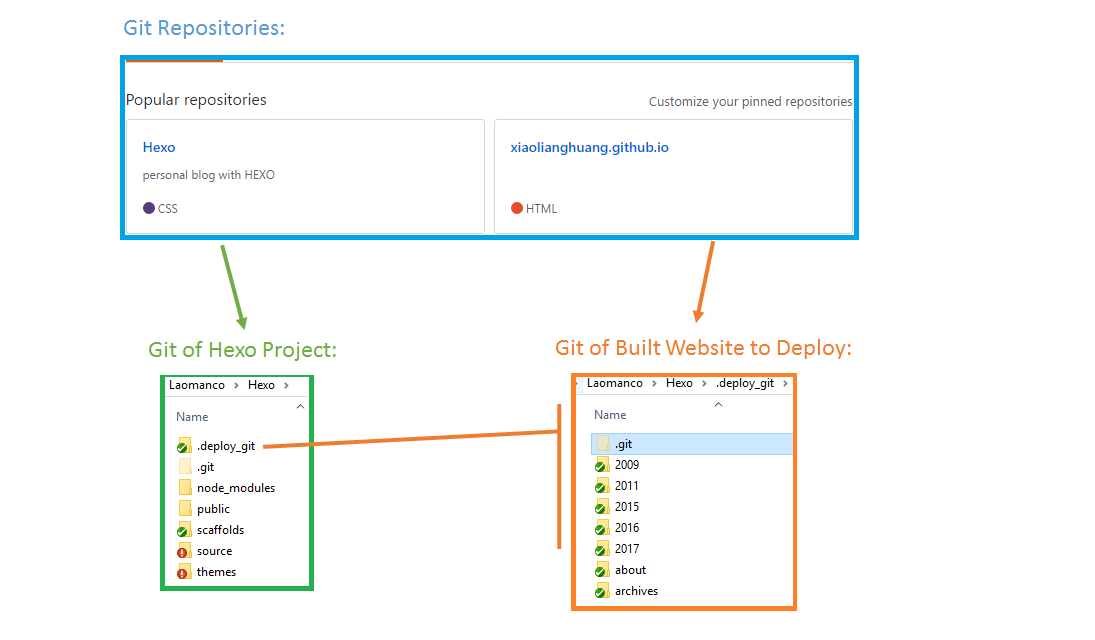 Git Repositories:
Popular repositories
Customize your pinned repositories
Hexo
personal blog with HEXO
CSS
xiaolianghuang.github.io
HTML
Git of Hexo Project:
Laomanco > Hexo >
Name
.deploy_git
.git
node_modules
public
scaffolds
source
themes
Git of Built Website to Deploy:
Laomanco > Hexo > .deploy_git >
Name
.git
2009
2011
2015
2016
2017
about
archives